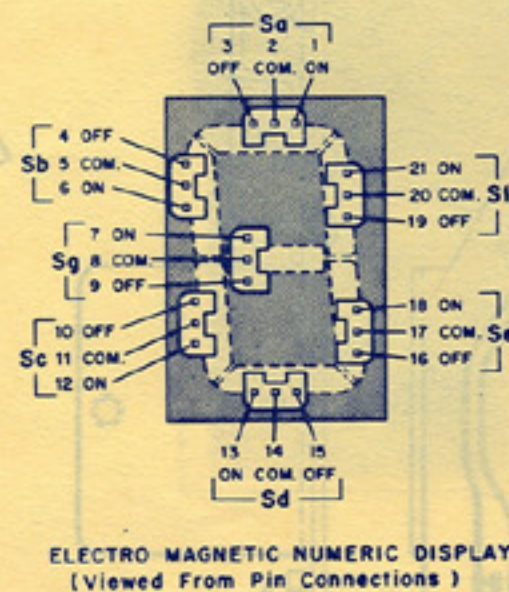 Sa
3 2 1
OFF COM. ON
4 OFF
Sb 5 COM.
6 ON
21 ON
20 COM.
19 OFF
7 ON
Sg 8 COM
9 OFF
10 OFF
Sc 11 COM.
12 ON
18 ON
17 COM. Se
16 OFF
13 14 15
ON COM. OFF
Sd
ELECTRO MAGNETIC NUMERIC DISPLAY
(Viewed From Pin Connections )